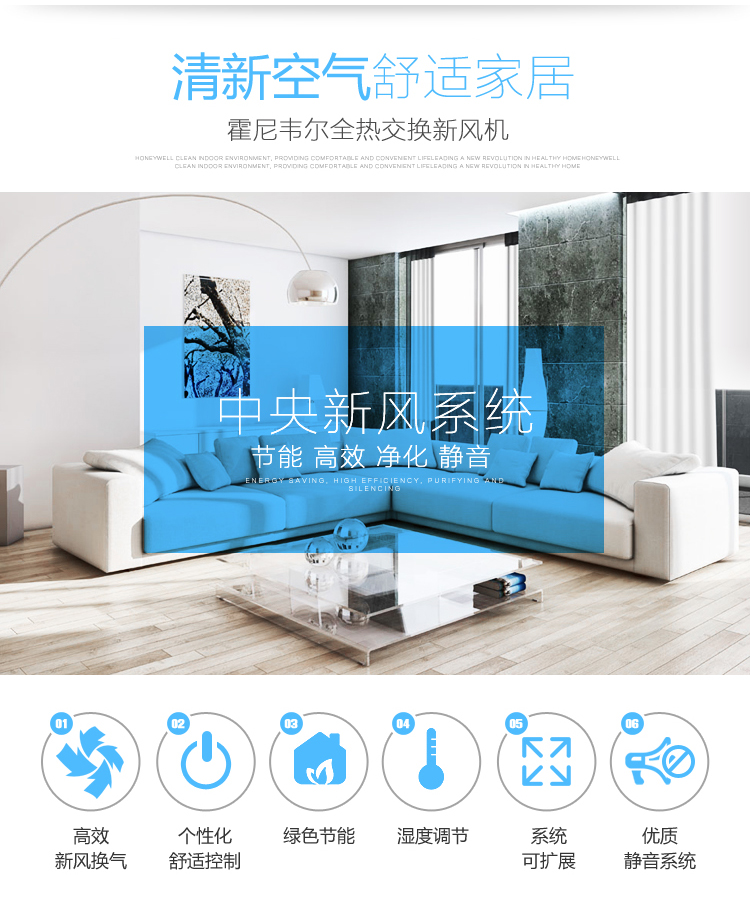 清新空气舒适家居
霍尼韦尔全热交换新风机
HONEYWELL CLEAN INDOOR ENVIRONMENT, PROVIDING COMFORTABLE AND CONVENIENT LIFELEADING A NEW REVOLUTION IN HEALTHY HOMEHONEYWELL
CLEAN INDOOR ENVIRONMENT, PROVIDING COMFORTABLE AND CONVENIENT LIFELEADING A NEW REVOLUTION IN HEALTHY HOME
中央新风系统
节能 高效 净化 静音
ENERGY SAVING, HIGH EFFICIENCY, PURIFYING AND
SILENCING
01 02 03 04 05 06
高效 个性化 绿色节能 湿度调节 系统 优质
新风换气 舒适控制 可扩展 静音系统